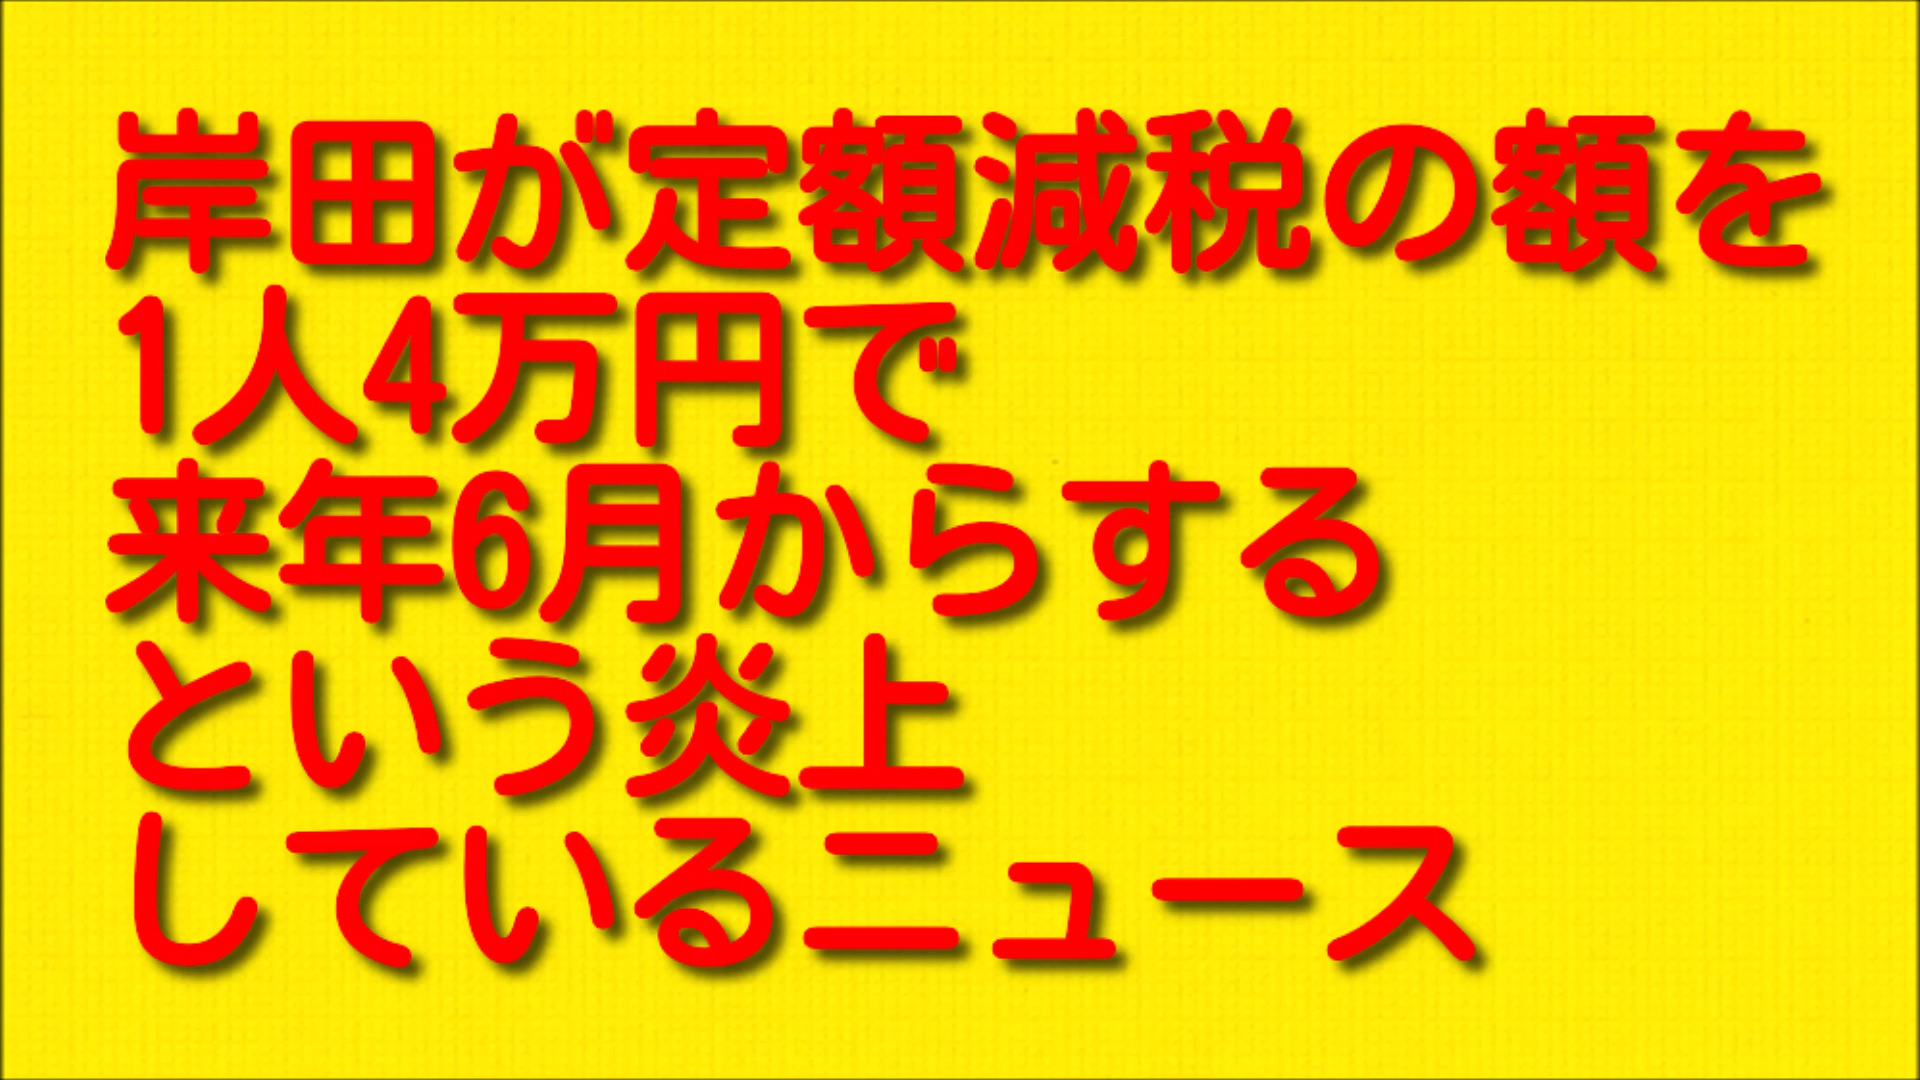 岸田が定額減税の額を
1人4万円で
来年6月からする
という炎上
しているニュース